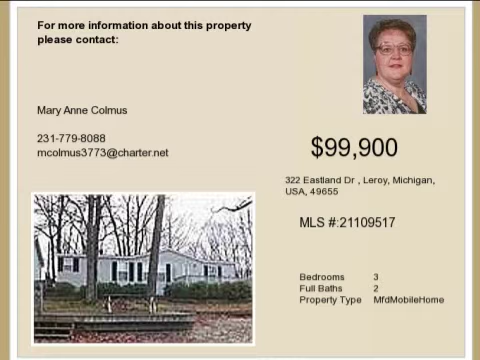 For more information about this property
please contact:
Mary Anne Colmus
231-779-8088
mcolmus3773@charter.net
$99,900
322 Eastland Dr , Leroy, Michigan,
USA, 49655
MLS #:21109517
Bedrooms 3
Full Baths 2
Property Type MfdMobileHome